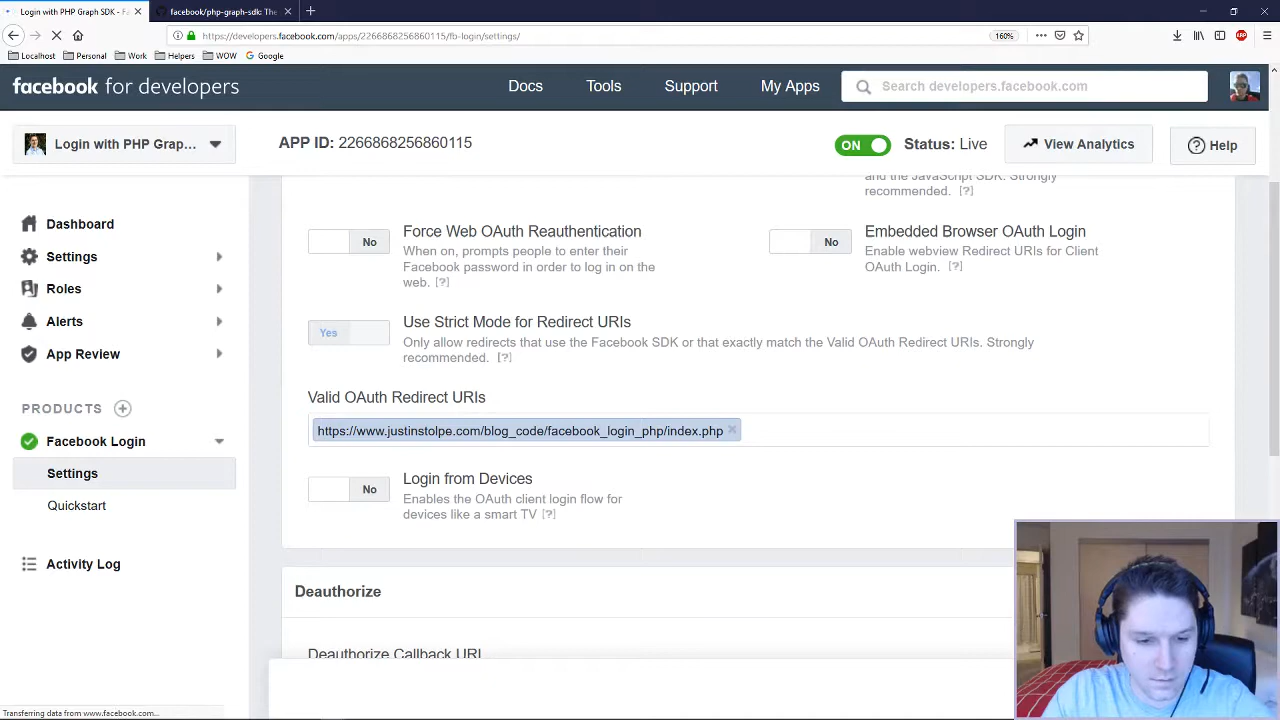 Login with PHP Graph SDK - Fa
facebook/php-graph-sdk: The
https://developers.facebook.com/apps/2266868256860115/fb-login/settings/
160%
Localhost
Personal
Work
Helpers
WOW
Google
facebook for developers
Docs
Tools
Support
My Apps
Search developers.facebook.com
Login with PHP Grap...
APP ID: 2266868256860115
ON
Status: Live
View Analytics
Help
and the JavaScript SDK. Strongly
recommended. [?]
Dashboard
Settings
Roles
Alerts
App Review
PRODUCTS
Facebook Login
Settings
Quickstart
Activity Log
No
Force Web OAuth Reauthentication
When on, prompts people to enter their
Facebook password in order to log in on the
web. [?]
No
Embedded Browser OAuth Login
Enable webview Redirect URIs for Client
OAuth Login. [?]
Yes
Use Strict Mode for Redirect URIs
Only allow redirects that use the Facebook SDK or that exactly match the Valid OAuth Redirect URIs. Strongly
recommended. [?]
Valid OAuth Redirect URIs
https://www.justinstolpe.com/blog_code/facebook_login_php/index.php
No
Login from Devices
Enables the OAuth client login flow for
devices like a smart TV [?]
Deauthorize
Deauthorize Callback URL
Transferring data from www.facebook.com...